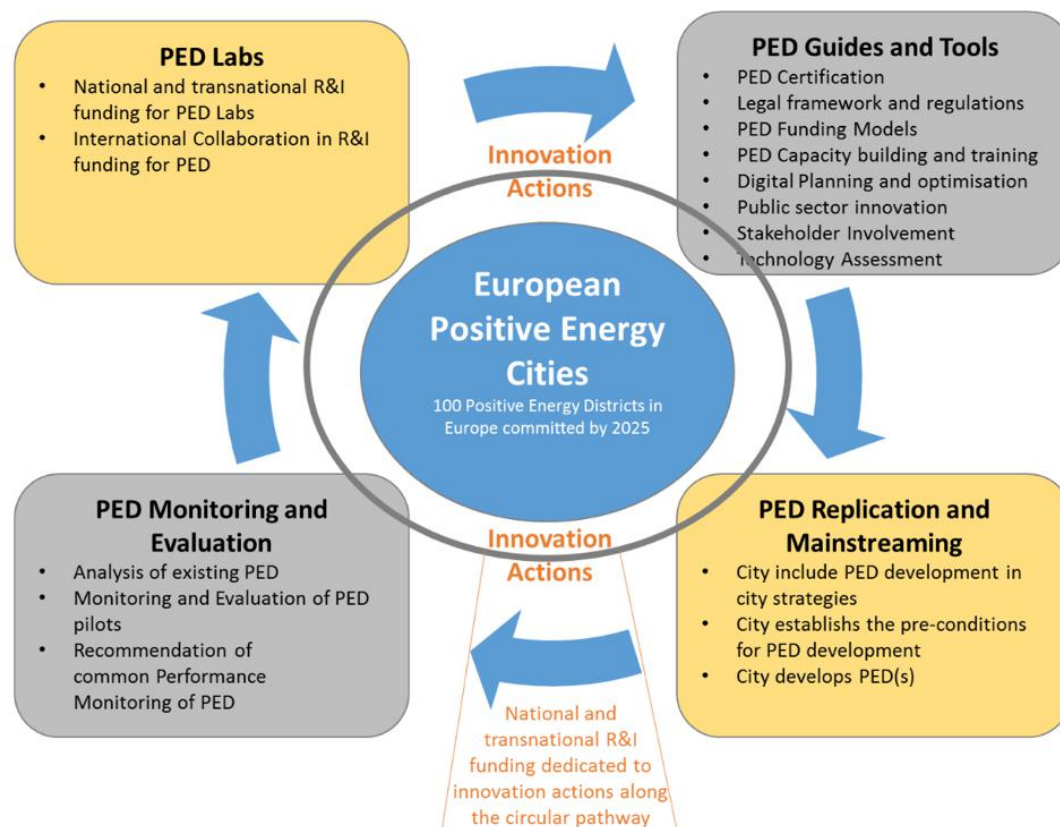 PED Labs
• National and transnational R&I
funding for PED Labs
• International Collaboration in R&I
funding for PED
Innovation
Actions
PED Guides and Tools
• PED Certification
• Legal framework and regulations
• PED Funding Models
• PED Capacity building and training
• Digital Planning and optimisation
• Public sector innovation
• Stakeholder Involvement
• Technology Assessment
European
Positive Energy
Cities
100 Positive Energy Districts in
Europe committed by 2025
PED Monitoring and
Evaluation
• Analysis of existing PED
• Monitoring and Evaluation of PED
pilots
• Recommendation of
common Performance
Monitoring of PED
Innovation
Actions
National and
transnational R&I
funding dedicated to
innovation actions along
the circular pathway
PED Replication and
Mainstreaming
• City include PED development in
city strategies
• City establishs the pre-conditions
for PED development
• City develops PED(s)